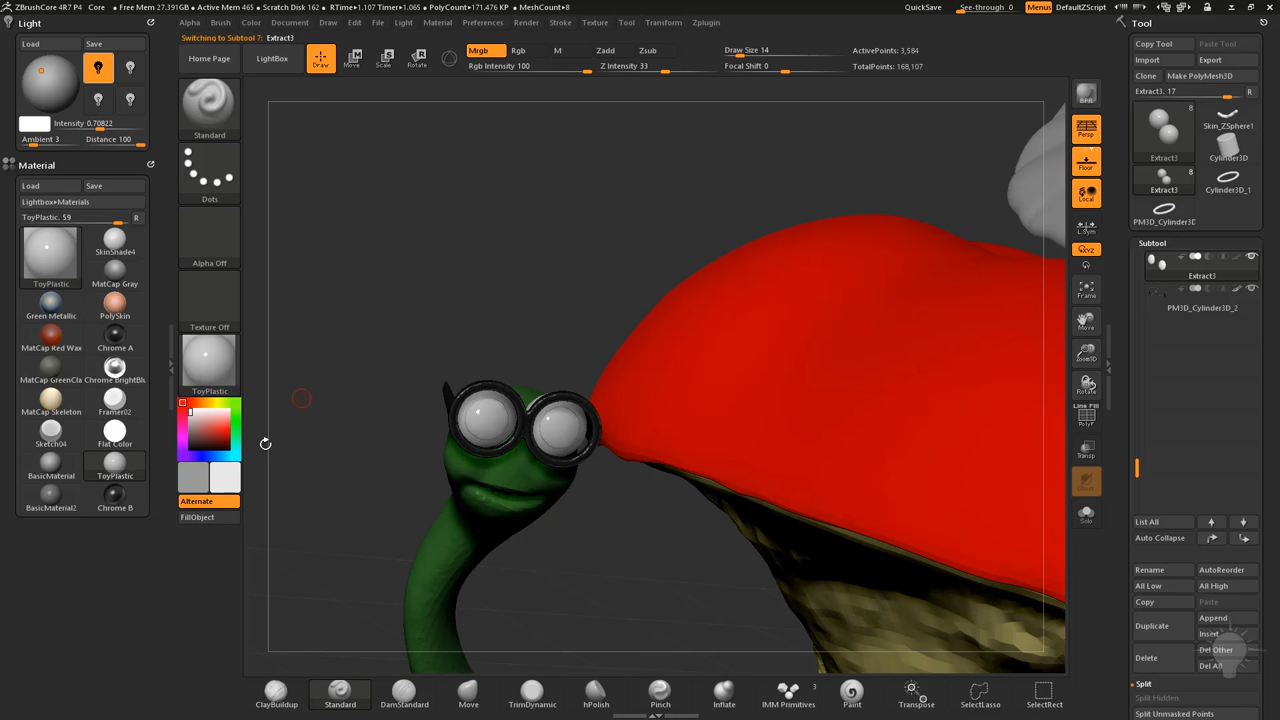 ZBrushCore 4R7 P4 Core • Free Mem 27.391GB • Active Mem 465 • Scratch Disk 162 • RTime▸1.107 Timer▸1.065 • PolyCount▸171.476 KP • MeshCount▸8
QuickSave
See-through 0
Menus
DefaultZScript
Light
Alpha Brush Color Document Draw Edit File Light Macro Material Preferences Render Stroke Texture Tool Transform Zplugin
Switching to Subtool 7: Extract3
Load Save
Intensity 0.70822
Ambient 3 Distance 100
Material
Load Save
Lightbox▸Materials
ToyPlastic. 59 R
SkinShade4
ToyPlastic
MatCap Gray
Green Metallic PolySkin
MatCap Red Wax Chrome A
MatCap GreenCla Chrome BrightBlu
MatCap Skeleton Framer02
Sketch04 Flat Color
BasicMaterial ToyPlastic
BasicMaterial2 Chrome B
Home Page LightBox Draw Move Scale Rotate
Mrgb Rgb M Zadd Zsub
Rgb Intensity 100 Z Intensity 33
Draw Size 14
Focal Shift 0
ActivePoints: 3,584
TotalPoints: 168,107
Standard
Dots
Alpha Off
Texture Off
ToyPlastic
Alternate
FillObject
BPR
Persp
Floor
Local
L.Sym
XYZ
Frame
Move
Zoom3D
Rotate
Line Fill
PolyF
Transp
Ghost
Solo
Tool
Copy Tool Paste Tool
Import Export
Clone Make PolyMesh3D
Extract3. 17 R
8
Skin_ZSphere1
Extract3
Cylinder3D
8
Extract3
Cylinder3D_1
PM3D_Cylinder3D
Subtool
Extract3
PM3D_Cylinder3D_2
List All
Auto Collapse
Rename AutoReorder
All Low All High
Copy Paste
Duplicate
Append
Insert
Delete
Del Other
Del All
Split
Split Hidden
Split Unmasked Points
ClayBuildup Standard DamStandard Move TrimDynamic hPolish Pinch Inflate IMM Primitives 3 Paint Transpose SelectLasso SelectRect